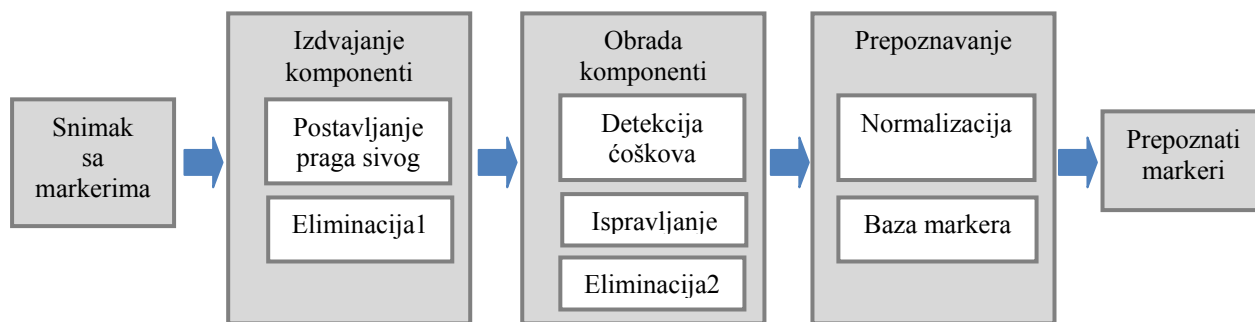 Snimak
sa
markerima
Izdvajanje
komponenti
Postavljanje
praga sivog
Eliminacija1
Obrada
komponenti
Detekcija
ćoškova
Ispravljanje
Eliminacija2
Prepoznavanje
Normalizacija
Baza markera
Prepoznati
markeri